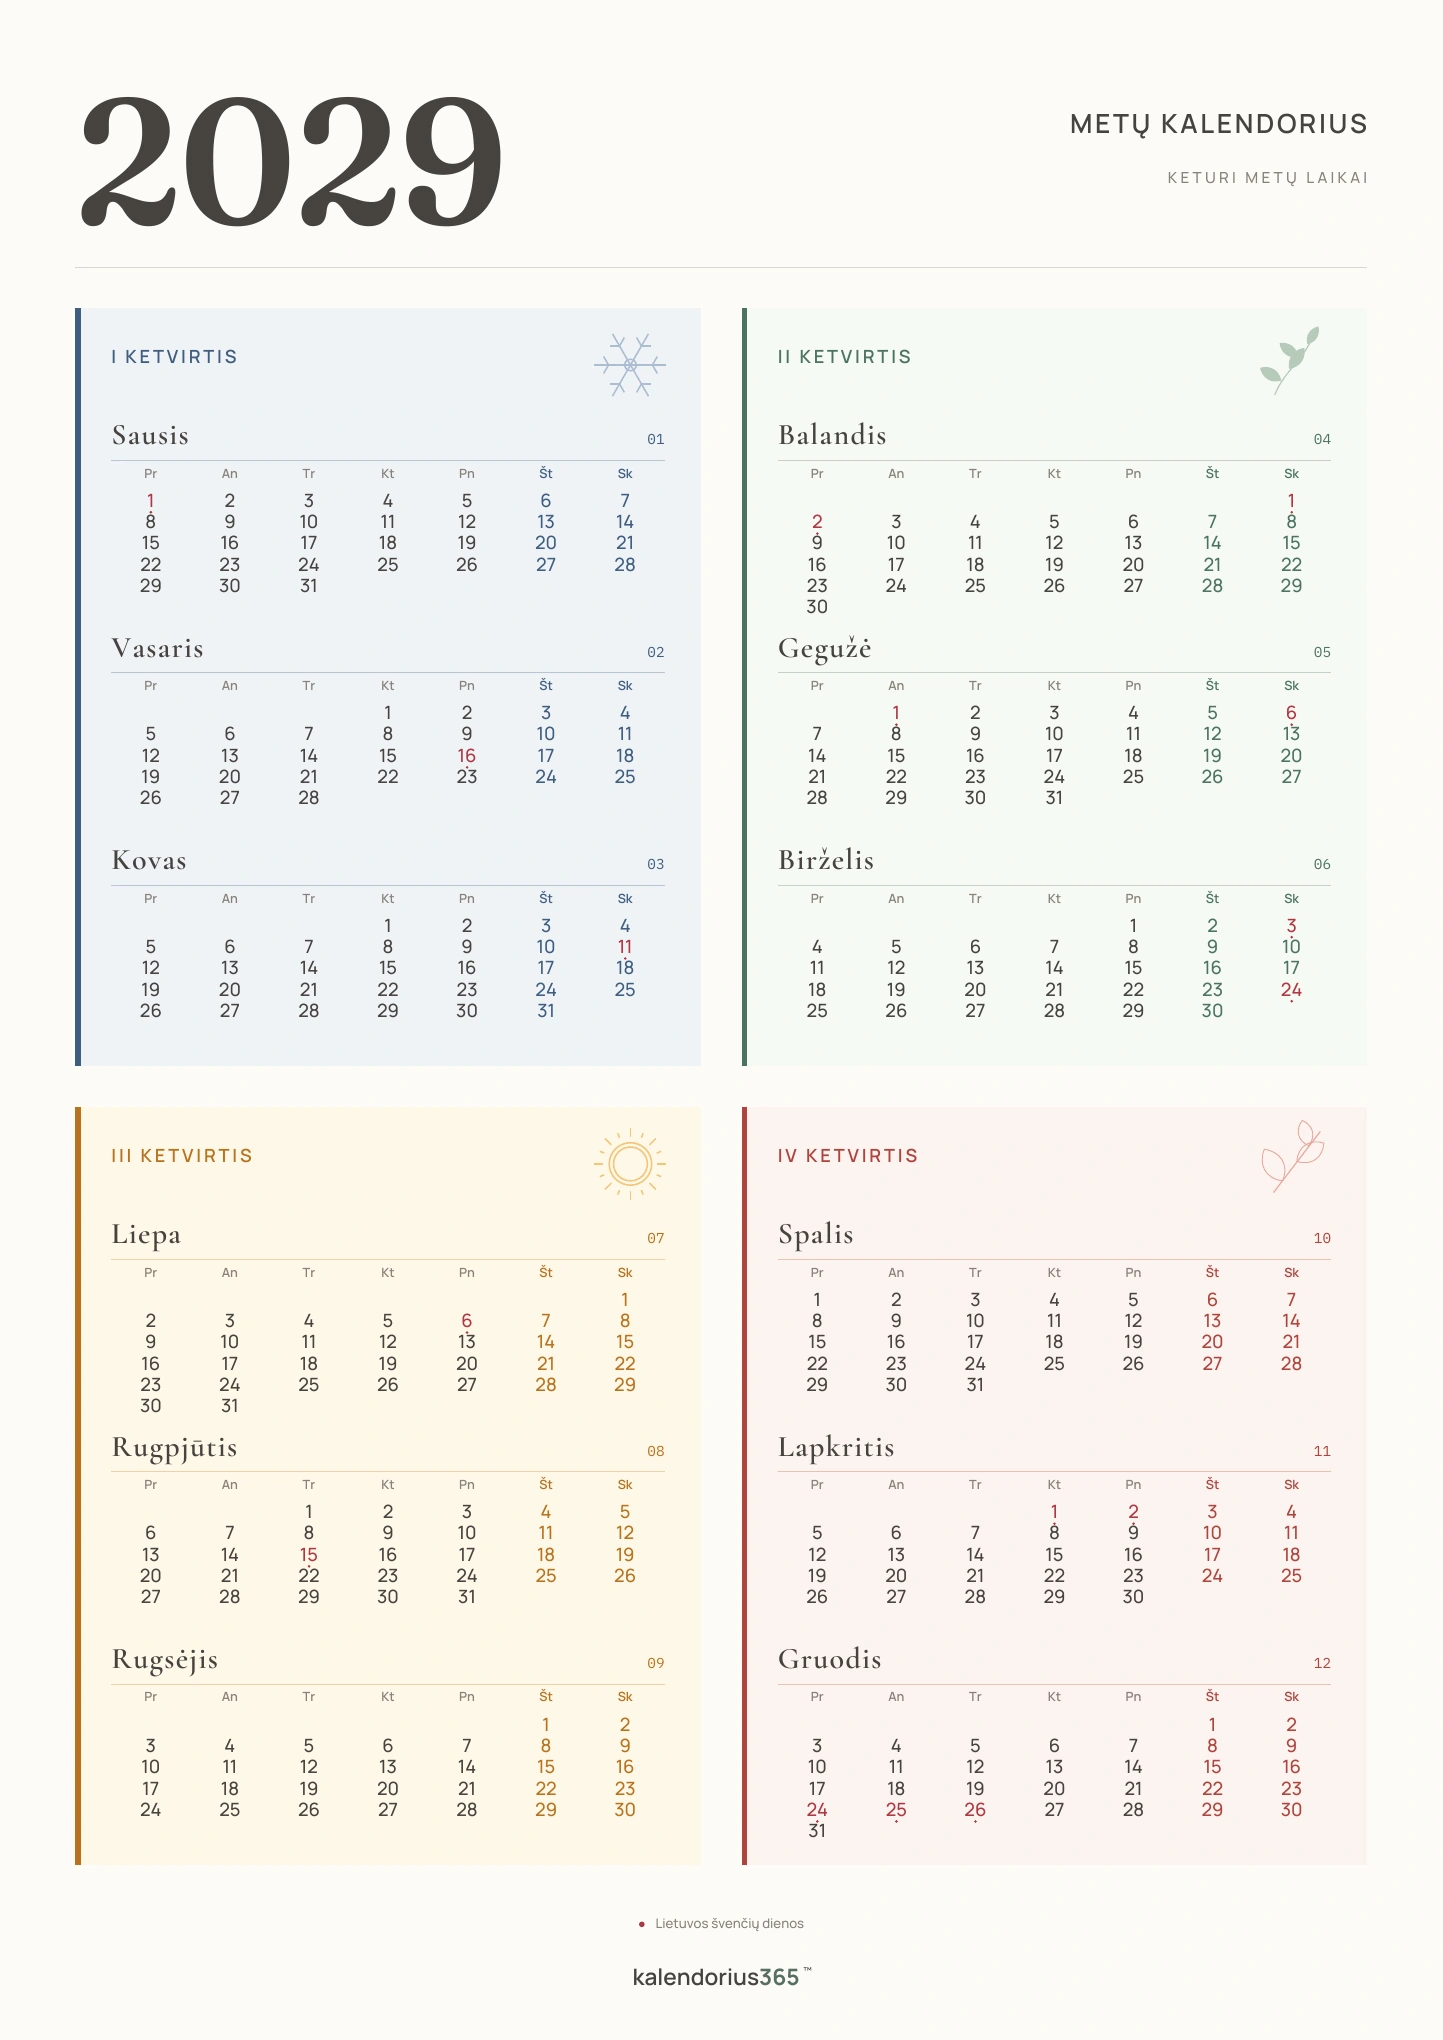 2029
METŲ KALENDORIUS
KETURI METŲ LAIKAI
I KETVIRTIS
Sausis 01
Pr An Tr Kt Pn Št Sk
1 2 3 4 5 6 7
8 9 10 11 12 13 14
15 16 17 18 19 20 21
22 23 24 25 26 27 28
29 30 31
Vasaris 02
Pr An Tr Kt Pn Št Sk
1 2 3 4
5 6 7 8 9 10 11
12 13 14 15 16 17 18
19 20 21 22 23 24 25
26 27 28
Kovas 03
Pr An Tr Kt Pn Št Sk
1 2 3 4
5 6 7 8 9 10 11
12 13 14 15 16 17 18
19 20 21 22 23 24 25
26 27 28 29 30 31
II KETVIRTIS
Balandis 04
Pr An Tr Kt Pn Št Sk
1
2 3 4 5 6 7 8
9 10 11 12 13 14 15
16 17 18 19 20 21 22
23 24 25 26 27 28 29
30
Gegužė 05
Pr An Tr Kt Pn Št Sk
1 2 3 4 5 6
7 8 9 10 11 12 13
14 15 16 17 18 19 20
21 22 23 24 25 26 27
28 29 30 31
Birželis 06
Pr An Tr Kt Pn Št Sk
1 2 3
4 5 6 7 8 9 10
11 12 13 14 15 16 17
18 19 20 21 22 23 24
25 26 27 28 29 30
III KETVIRTIS
Liepa 07
Pr An Tr Kt Pn Št Sk
1
2 3 4 5 6 7 8
9 10 11 12 13 14 15
16 17 18 19 20 21 22
23 24 25 26 27 28 29
30 31
Rugpjūtis 08
Pr An Tr Kt Pn Št Sk
1 2 3 4 5
6 7 8 9 10 11 12
13 14 15 16 17 18 19
20 21 22 23 24 25 26
27 28 29 30 31
Rugsėjis 09
Pr An Tr Kt Pn Št Sk
1 2
3 4 5 6 7 8 9
10 11 12 13 14 15 16
17 18 19 20 21 22 23
24 25 26 27 28 29 30
IV KETVIRTIS
Spalis 10
Pr An Tr Kt Pn Št Sk
1 2 3 4 5 6 7
8 9 10 11 12 13 14
15 16 17 18 19 20 21
22 23 24 25 26 27 28
29 30 31
Lapkritis 11
Pr An Tr Kt Pn Št Sk
1 2 3 4
5 6 7 8 9 10 11
12 13 14 15 16 17 18
19 20 21 22 23 24 25
26 27 28 29 30
Gruodis 12
Pr An Tr Kt Pn Št Sk
1 2
3 4 5 6 7 8 9
10 11 12 13 14 15 16
17 18 19 20 21 22 23
24 25 26 27 28 29 30
31
• Lietuvos švenčių dienos
kalendorius365™